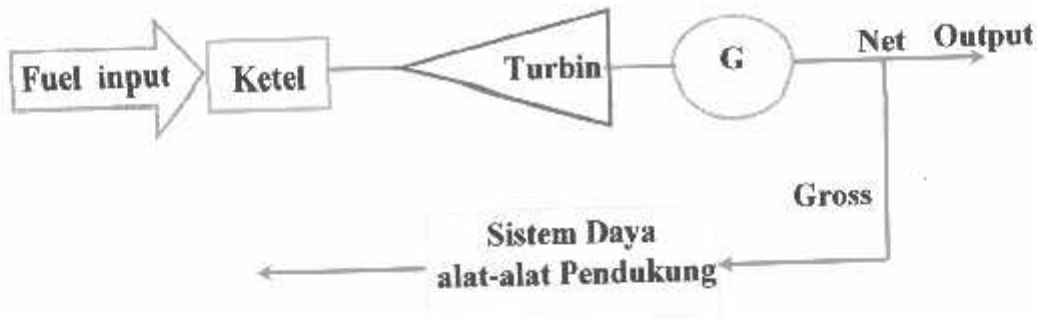 Fuel input
Ketel
Turbin
G
Net Output
Gross
Sistem Daya
alat-alat Pendukung